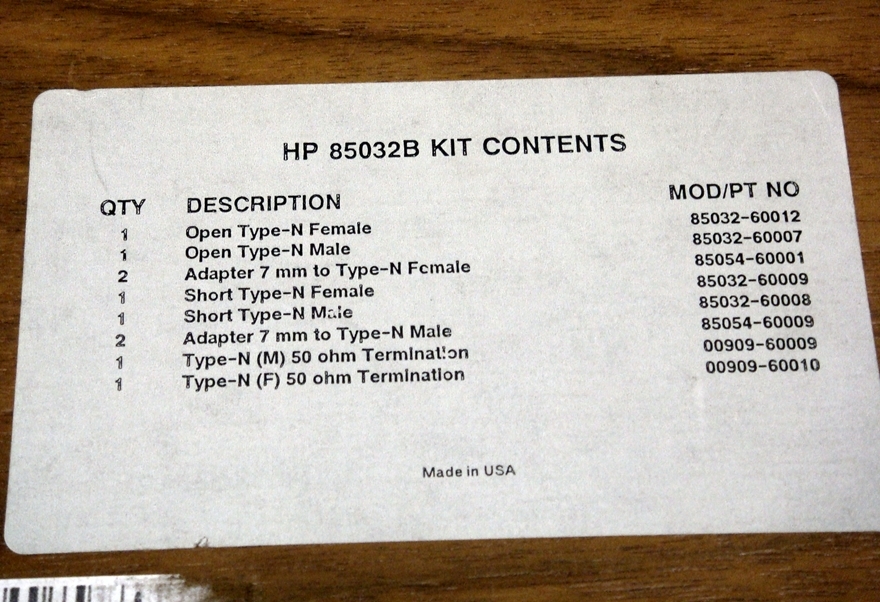 HP 85032B KIT CONTENTS
QTY DESCRIPTION MOD/PT NO
1 Open Type-N Female 85032-60012
1 Open Type-N Male 85032-60007
2 Adapter 7 mm to Type-N Female 85054-60001
1 Short Type-N Female 85032-60009
1 Short Type-N Male 85032-60008
2 Adapter 7 mm to Type-N Male 85054-60009
1 Type-N (M) 50 ohm Termination 00909-60009
1 Type-N (F) 50 ohm Termination 00909-60010
Made in USA